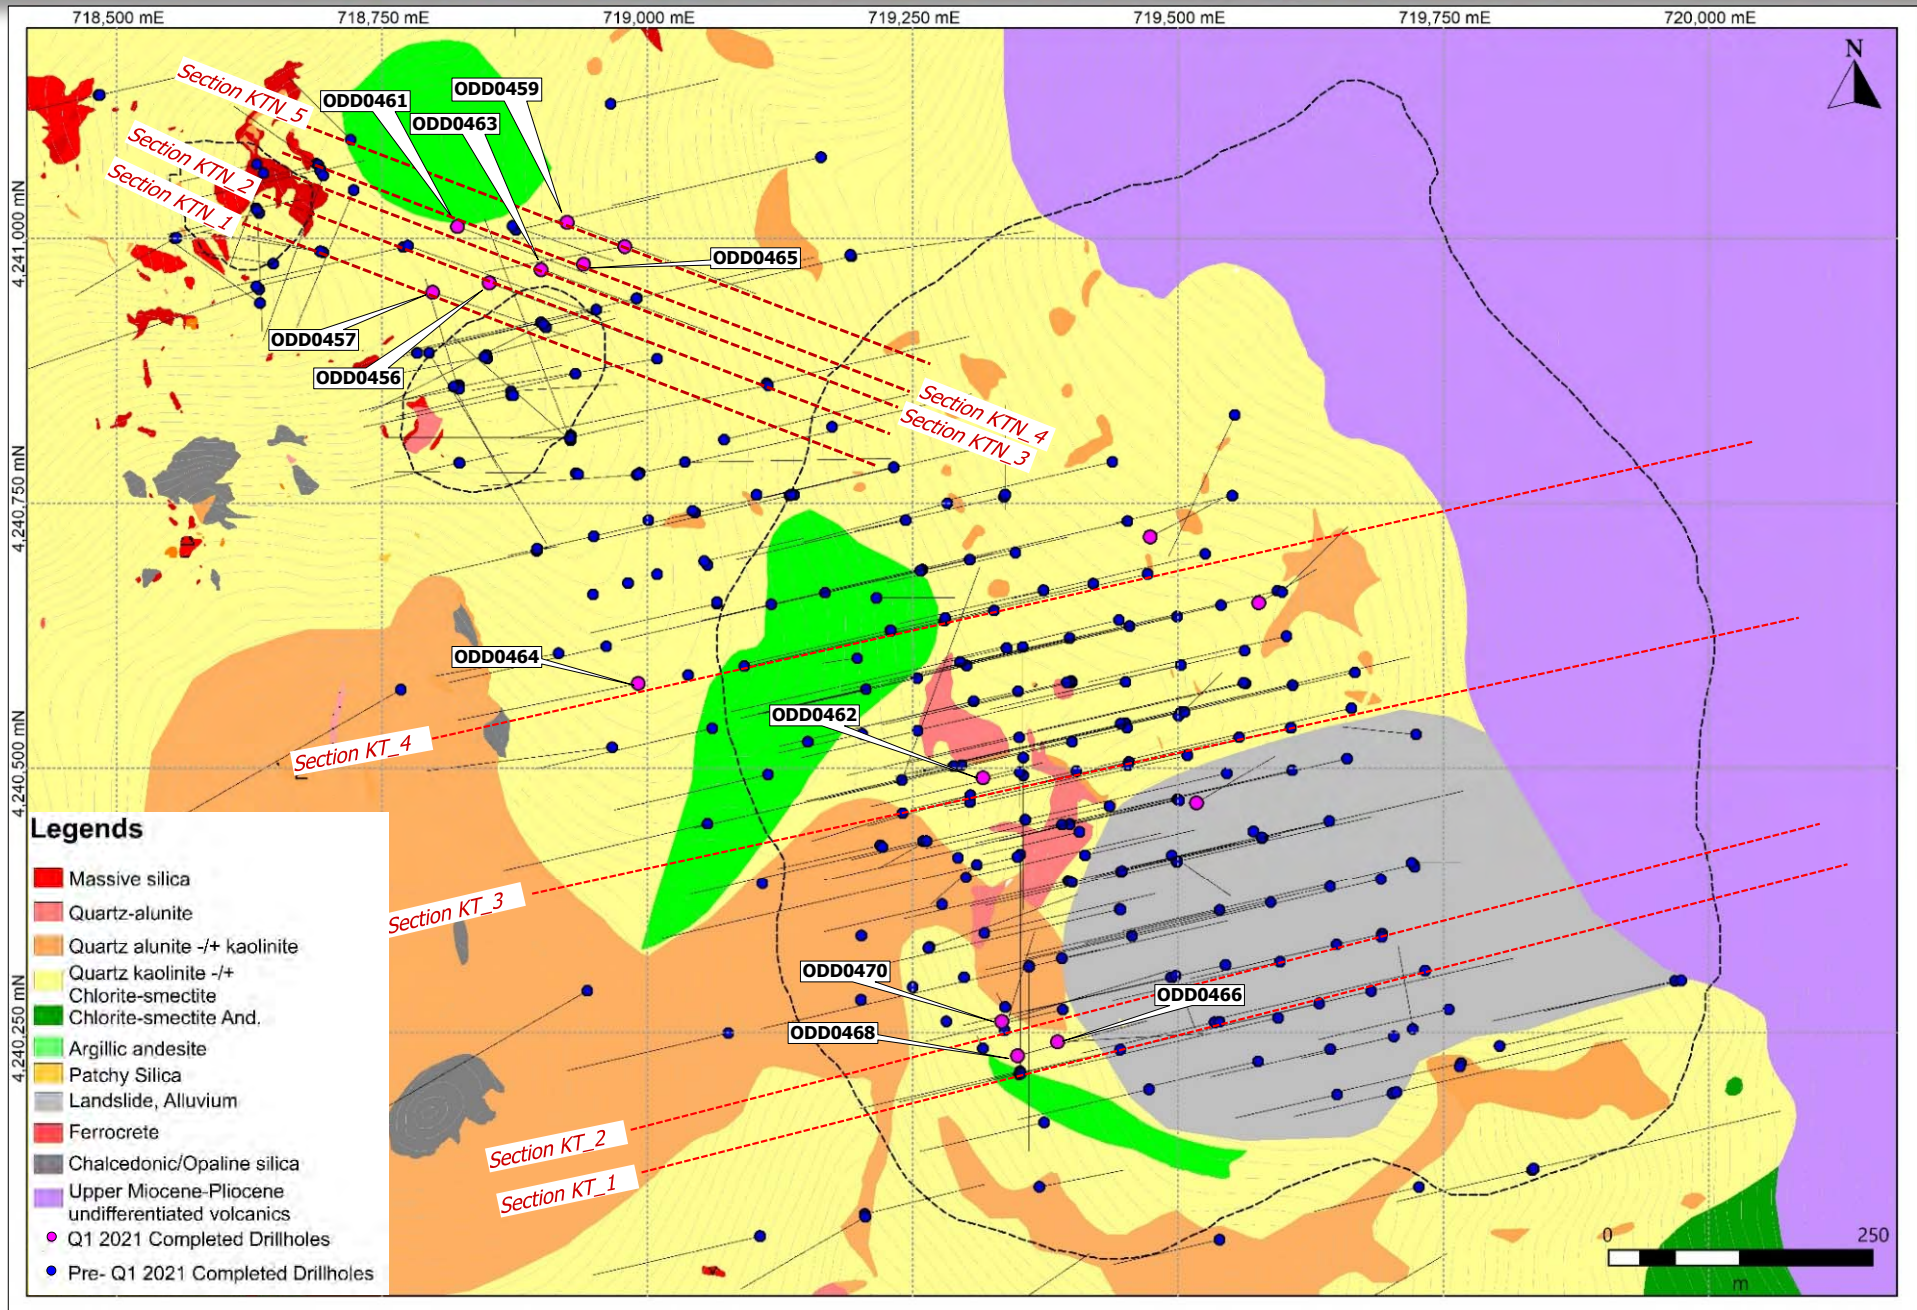 718,500 mE
718,750 mE
719,000 mE
719,250 mE
719,500 mE
719,750 mE
720,000 mE
N
Section KTN_5
ODD0461
ODD0459
ODD0463
Section KTN_2
Section KTN_1
4,241,000 mN
ODD0465
ODD0457
ODD0456
Section KTN_4
Section KTN_3
4,240,750 mN
ODD0464
ODD0462
Section KT_4
4,240,500 mN
Section KT_3
ODD0470
ODD0466
ODD0468
4,240,250 mN
Section KT_2
Section KT_1
Legends
Massive silica
Quartz-alunite
Quartz alunite -/+ kaolinite
Quartz kaolinite -/+
Chlorite-smectite
Chlorite-smectite And.
Argillic andesite
Patchy Silica
Landslide, Alluvium
Ferrocrete
Chalcedonic/Opaline silica
Upper Miocene-Pliocene
undifferentiated volcanics
Q1 2021 Completed Drillholes
Pre- Q1 2021 Completed Drillholes
0
250
m